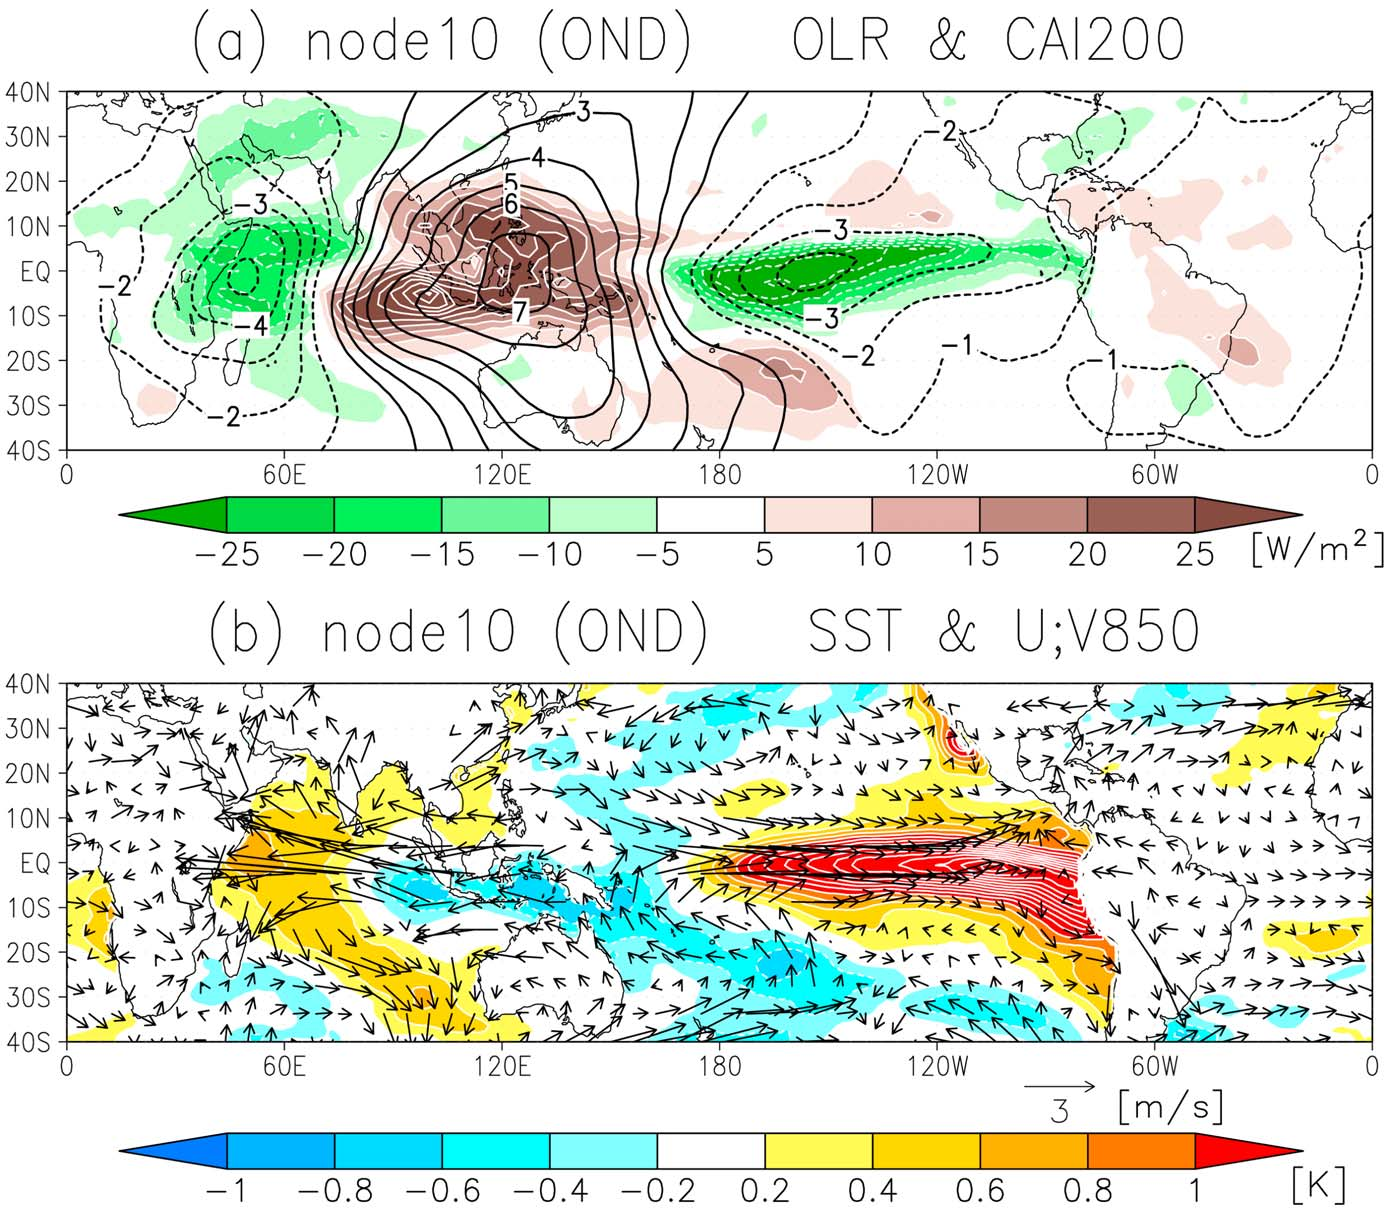 (a) node10 (OND) OLR & CAI200
40N
30N
20N
10N
EQ
10S
20S
30S
40S
3
4
5
6
7
−2
−3
−4
−2
−2
−3
−3
−2
−1
−1
0 60E 120E 180 120W 60W 0
−25 −20 −15 −10 −5 5 10 15 20 25 [W/m²]
(b) node10 (OND) SST & U;V850
40N
30N
20N
10N
EQ
10S
20S
30S
40S
0 60E 120E 180 120W 60W 0
3 [m/s]
−1 −0.8 −0.6 −0.4 −0.2 0.2 0.4 0.6 0.8 1 [K]